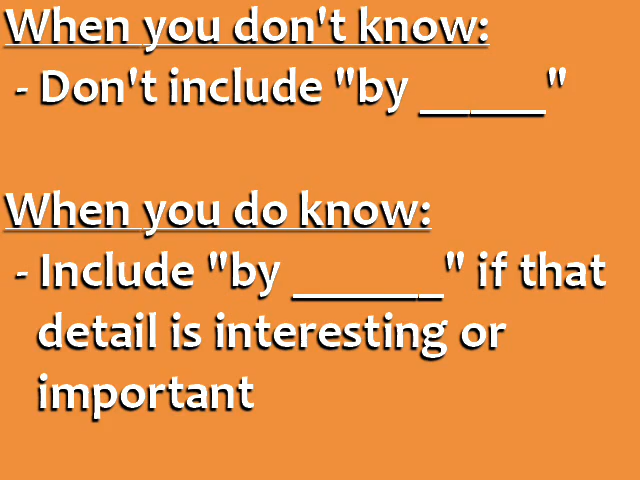 When you don't know:
- Don't include "by _____"
When you do know:
- Include "by ______" if that
detail is interesting or
important